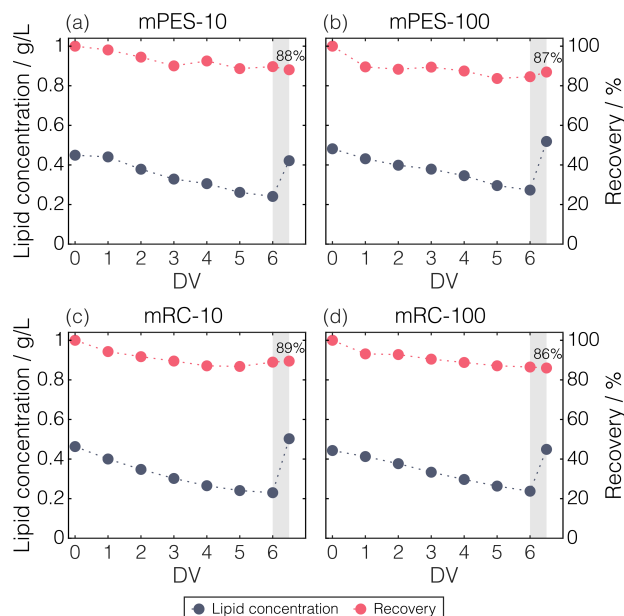 (a) mPES-10
(b) mPES-100
Lipid concentration / g/L
1
0.8
0.6
0.4
0.2
0
88%
0 1 2 3 4 5 6
DV
87%
0 1 2 3 4 5 6
DV
100
80
60
40
20
0
Recovery / %
(c) mRC-10
(d) mRC-100
Lipid concentration / g/L
1
0.8
0.6
0.4
0.2
0
89%
0 1 2 3 4 5 6
DV
86%
0 1 2 3 4 5 6
DV
100
80
60
40
20
0
Recovery / %
Lipid concentration Recovery